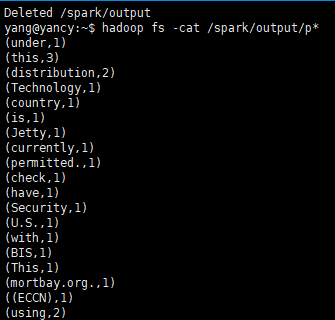 Deleted /spark/output
yang@yancy:~$ hadoop fs -cat /spark/output/p*
(under,1)
(this,3)
(distribution,2)
(Technology,1)
(country,1)
(is,1)
(Jetty,1)
(currently,1)
(permitted.,1)
(check,1)
(have,1)
(Security,1)
(U.S.,1)
(with,1)
(BIS,1)
(This,1)
(mortbay.org.,1)
((ECCN),1)
(using,2)